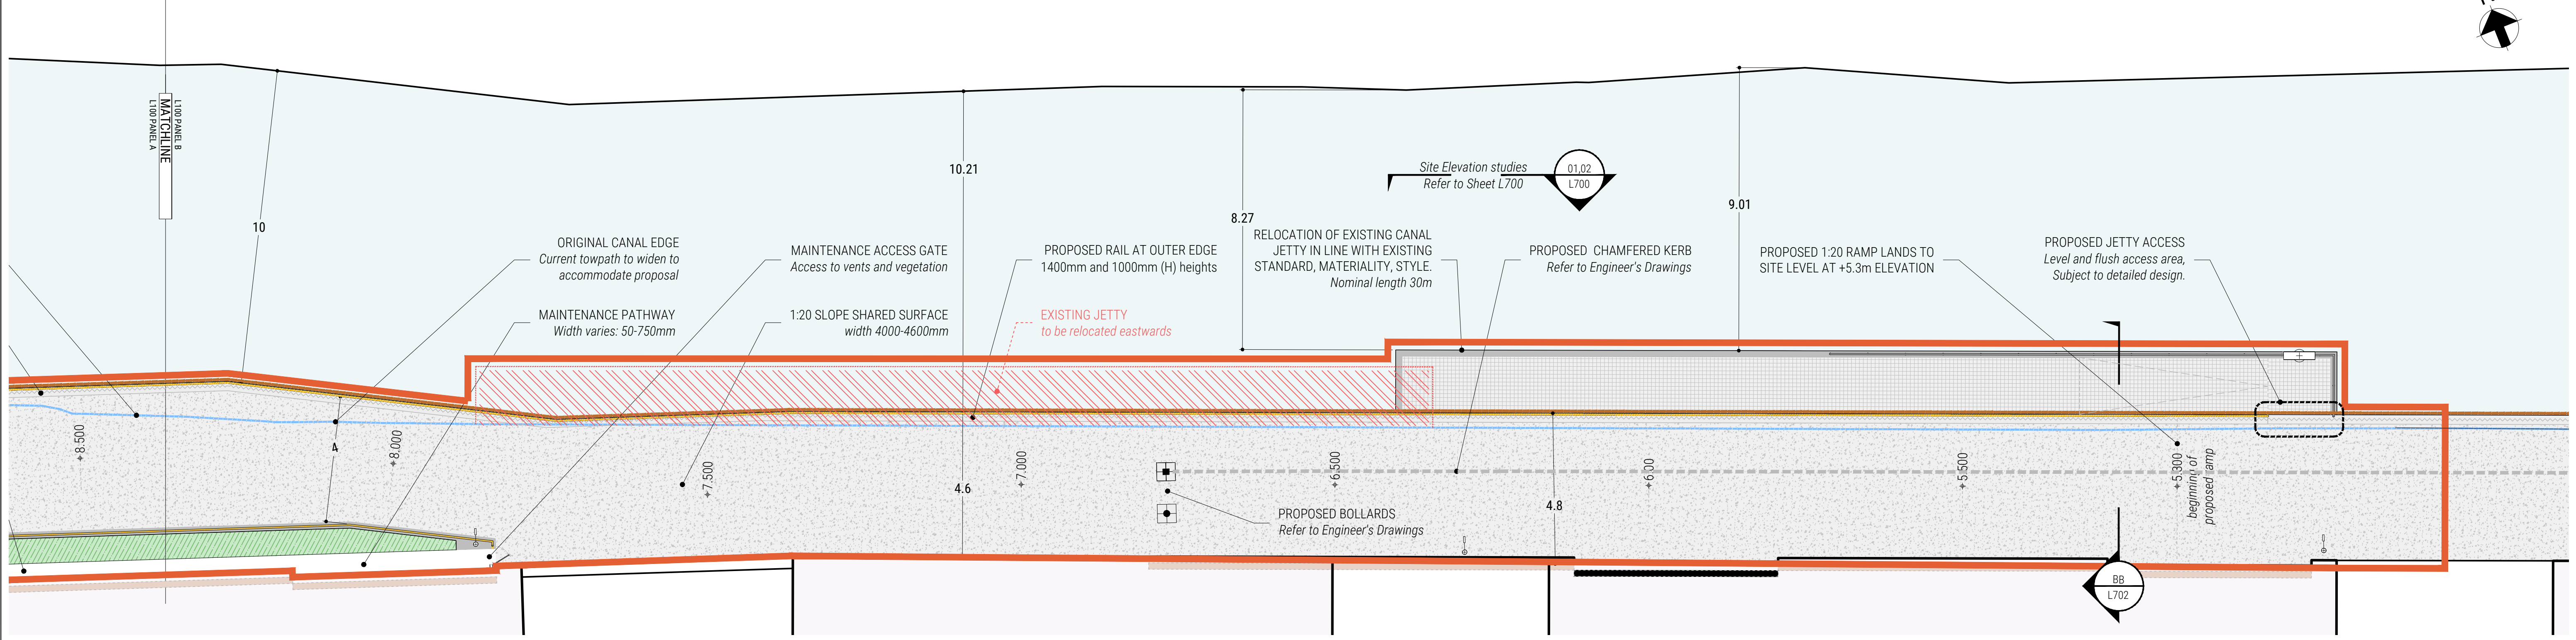 L100 PANEL B
MATCHLINE
L100 PANEL A
10
ORIGINAL CANAL EDGE
Current towpath to widen to
accommodate proposal
MAINTENANCE PATHWAY
Width varies: 50-750mm
MAINTENANCE ACCESS GATE
Access to vents and vegetation
1:20 SLOPE SHARED SURFACE
width 4000-4600mm
10.21
PROPOSED RAIL AT OUTER EDGE
1400mm and 1000mm (H) heights
EXISTING JETTY
to be relocated eastwards
8.27
RELOCATION OF EXISTING CANAL
JETTY IN LINE WITH EXISTING
STANDARD, MATERIALITY, STYLE.
Nominal length 30m
Site Elevation studies
Refer to Sheet L700
01,02
L700
PROPOSED CHAMFERED KERB
Refer to Engineer's Drawings
9.01
PROPOSED 1:20 RAMP LANDS TO
SITE LEVEL AT +5.3m ELEVATION
PROPOSED JETTY ACCESS
Level and flush access area,
Subject to detailed design.
+8.500
+8.000
4
+7.500
4.6
+7.000
+6.500
4.8
+5.500
+5.300
beginning of
PROPOSED BOLLARDS
Refer to Engineer's Drawings
BB
L702